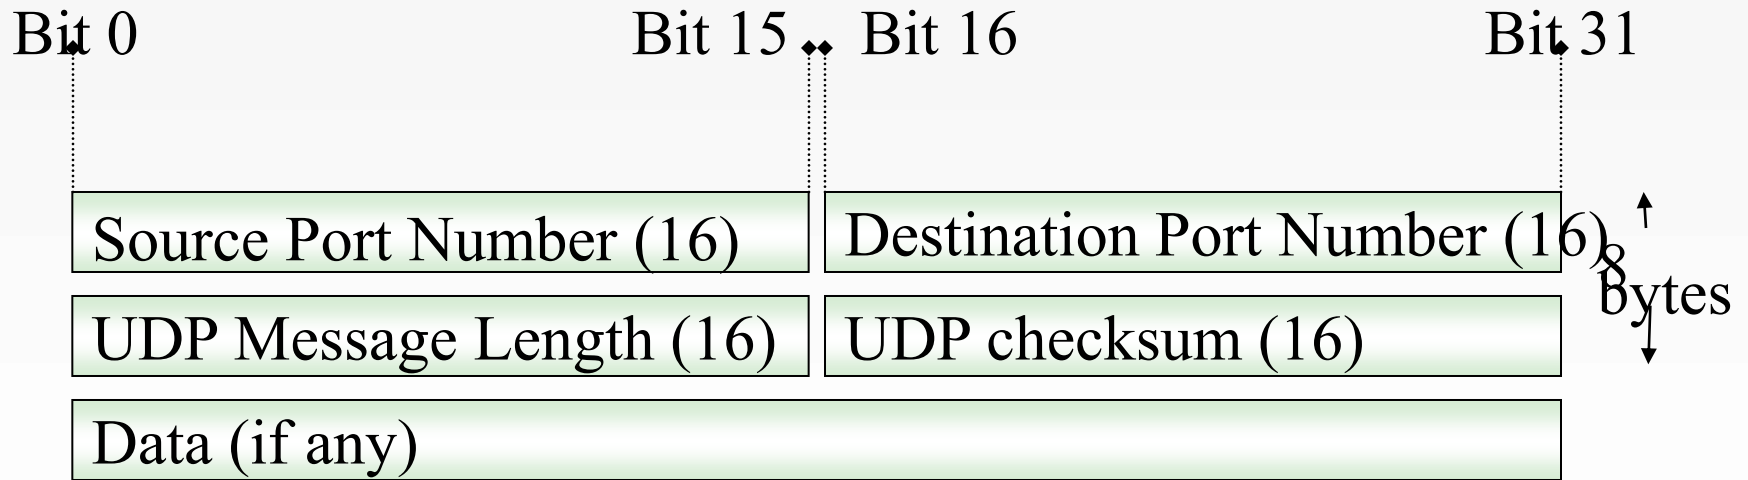 Bit 0 Bit 15 Bit 16 Bit 31
Source Port Number (16) Destination Port Number (16)
8
bytes
UDP Message Length (16) UDP checksum (16)
Data (if any)